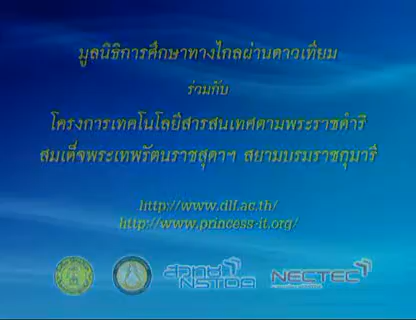 มูลนิธิการศึกษาทางไกลผ่านดาวเทียม
ร่วมกับ
โครงการเทคโนโลยีสารสนเทศตามพระราชดำริ
สมเด็จพระเทพรัตนราชสุดาฯ สยามบรมราชกุมารี
http://www.dlf.ac.th/
http://www.princess-it.org/
สวทช
NSTDA
NECTEC